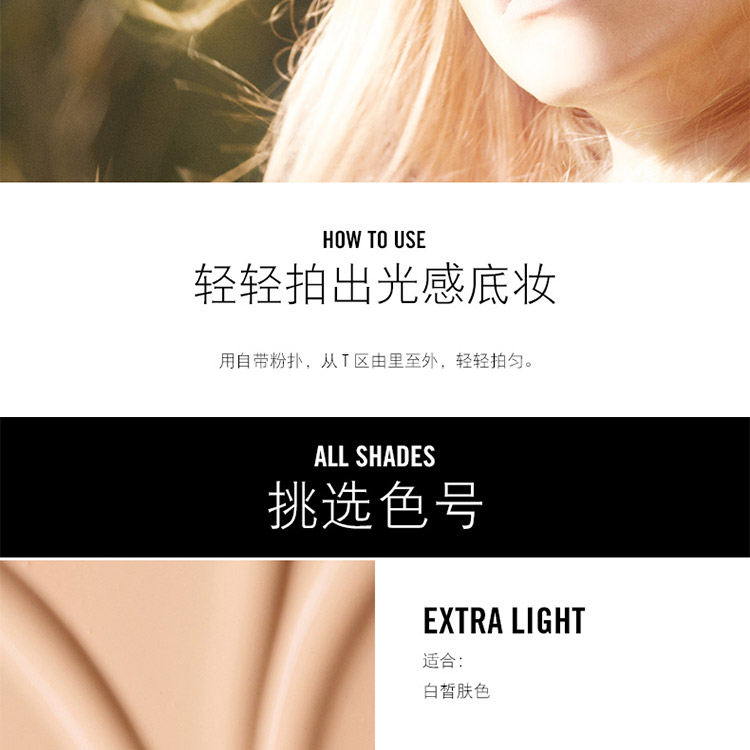 HOW TO USE
轻轻拍出光感底妆
用自带粉扑，从T区由里至外，轻轻拍匀。
ALL SHADES
挑选色号
EXTRA LIGHT
适合：
白皙肤色